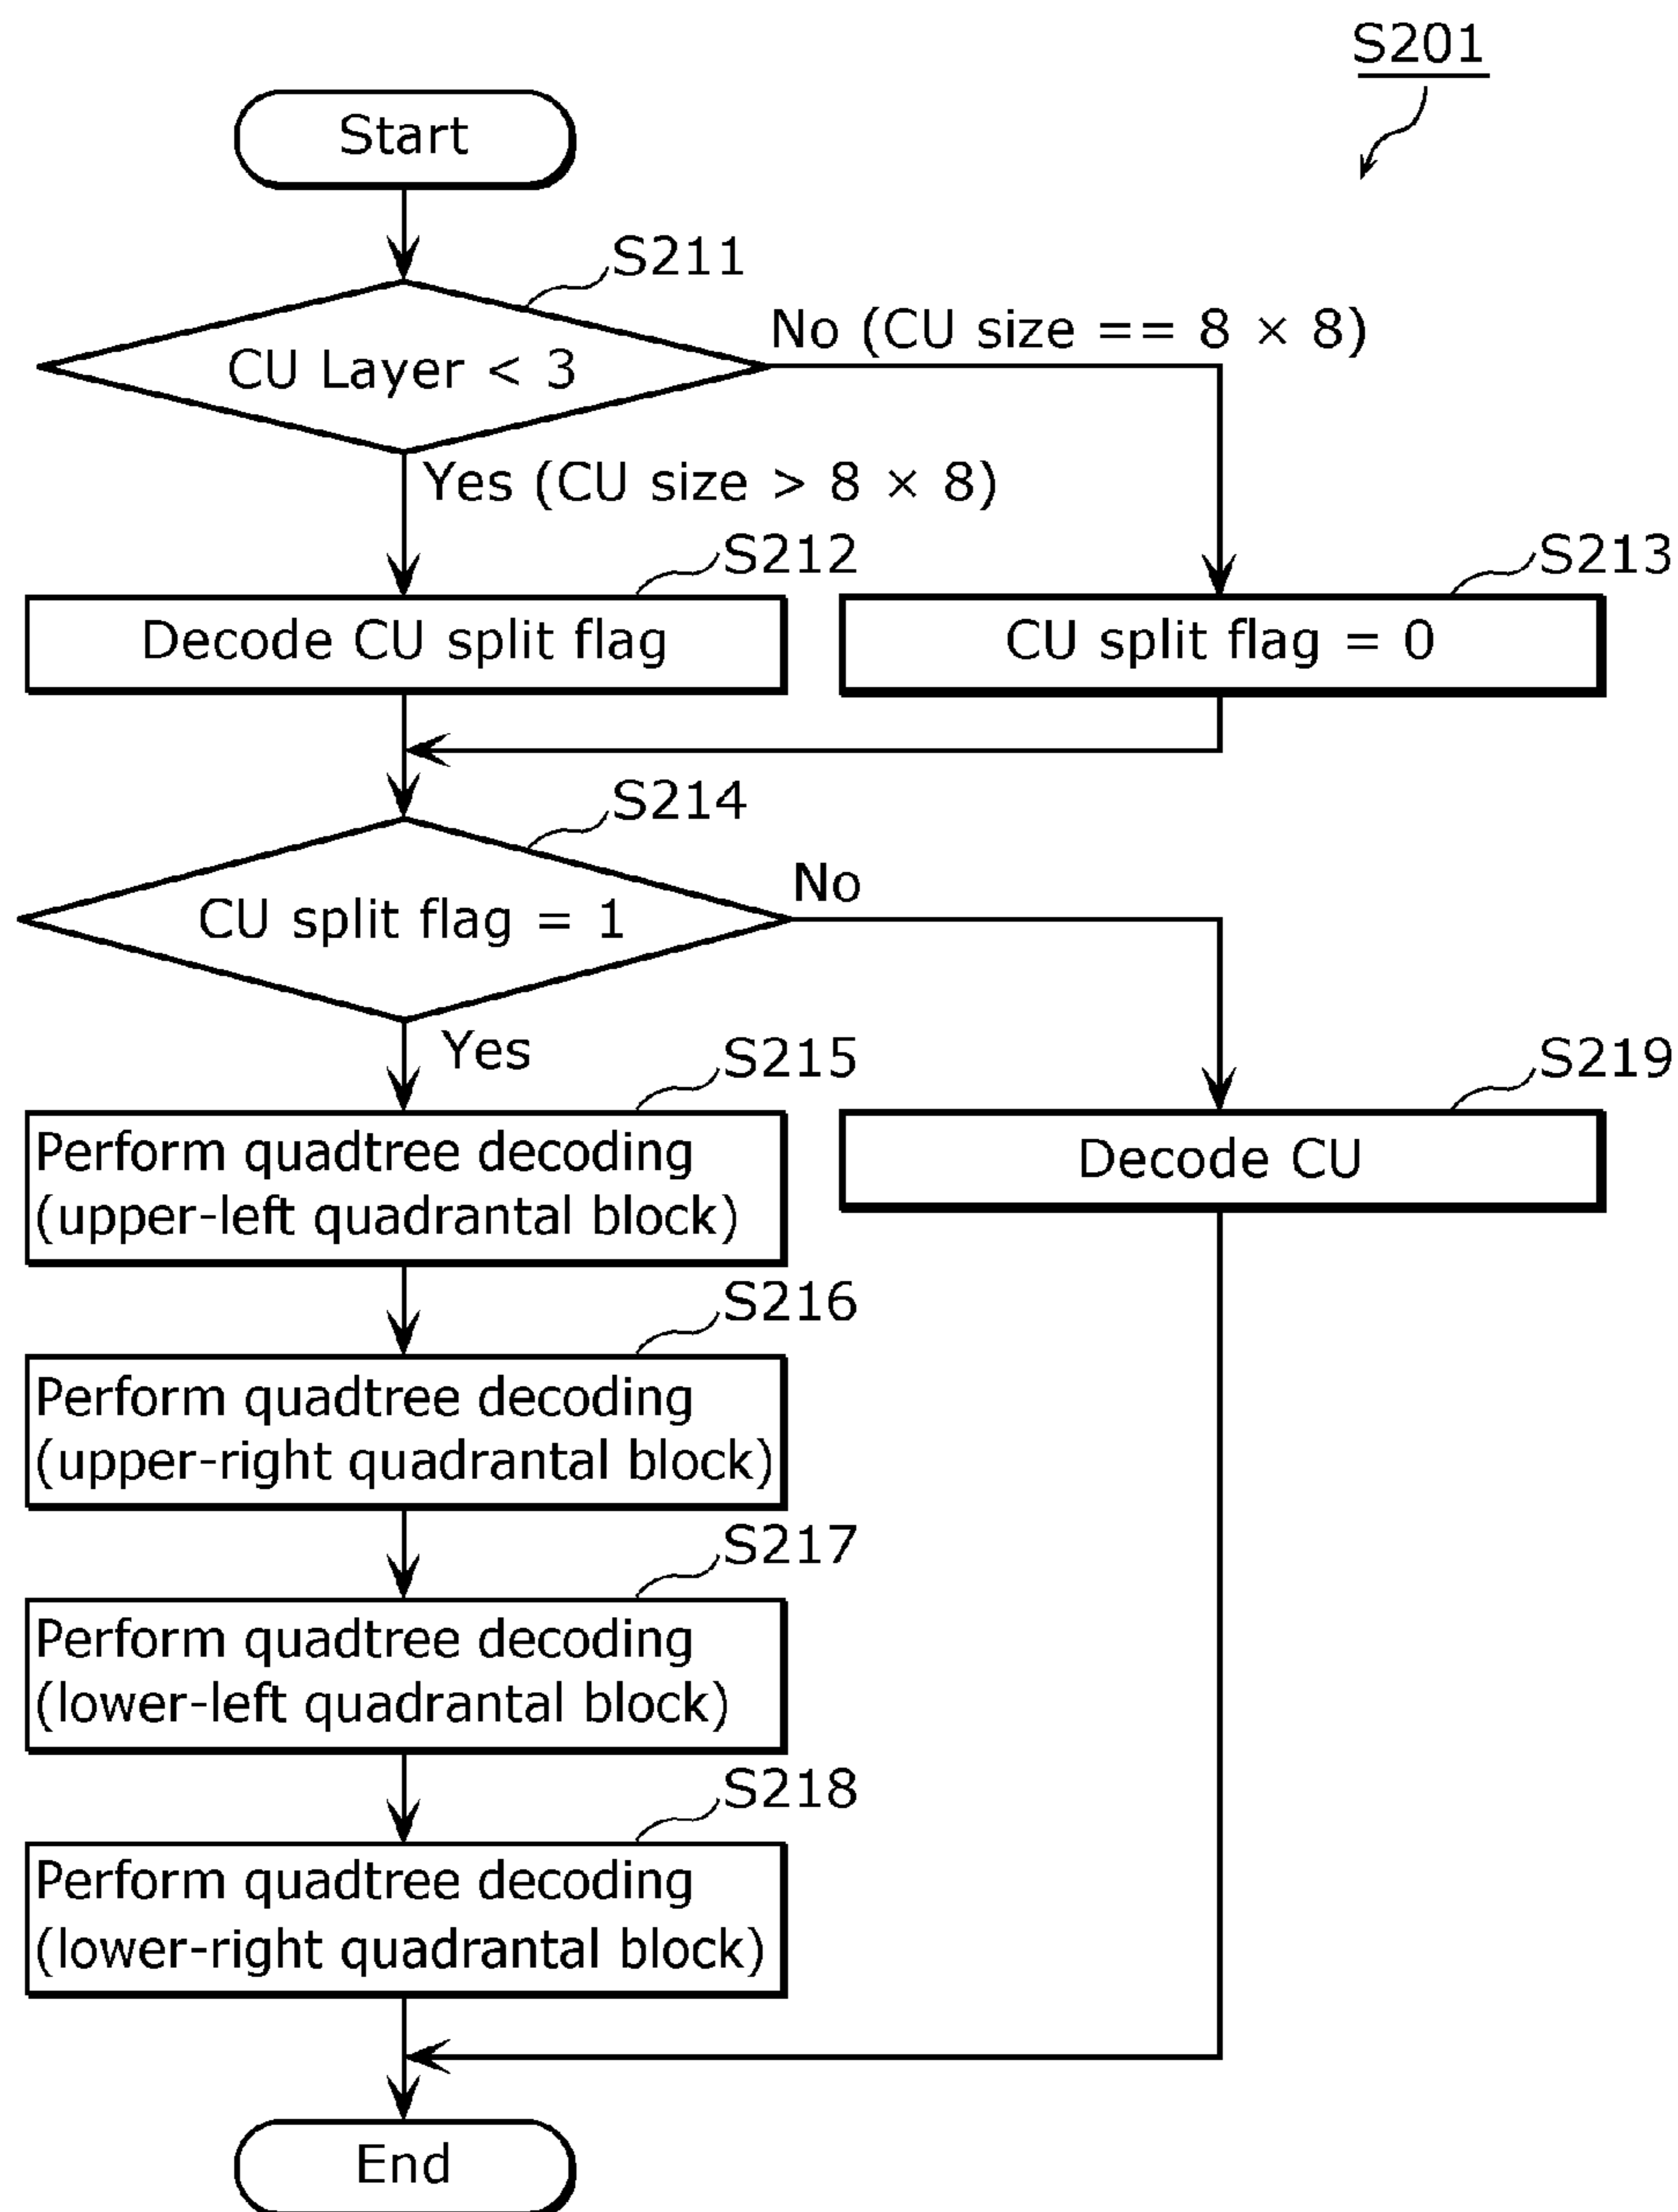 S201
Start
S211
CU Layer < 3
No (CU size == 8 × 8)
Yes (CU size > 8 × 8)
S212
Decode CU split flag
S213
CU split flag = 0
S214
CU split flag = 1
No
Yes
S215
Perform quadtree decoding
(upper-left quadrantal block)
S219
Decode CU
S216
Perform quadtree decoding
(upper-right quadrantal block)
S217
Perform quadtree decoding
(lower-left quadrantal block)
S218
Perform quadtree decoding
(lower-right quadrantal block)
End